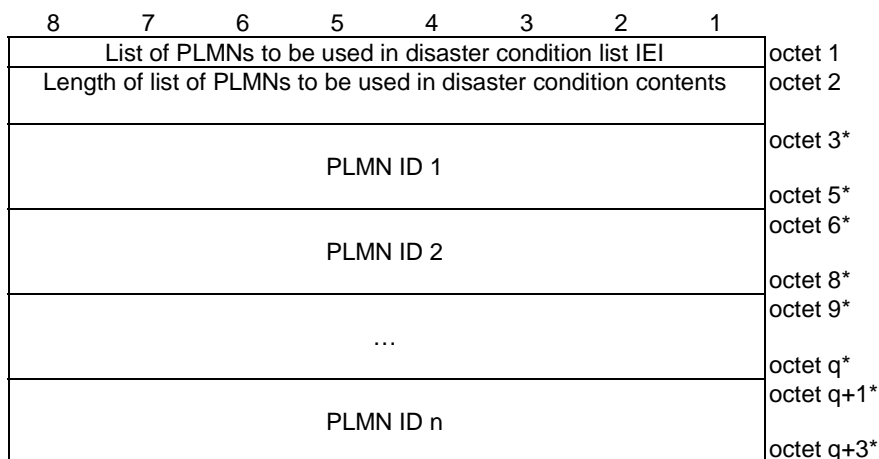 8 7 6 5 4 3 2 1
List of PLMNs to be used in disaster condition list IEI octet 1
Length of list of PLMNs to be used in disaster condition contents octet 2
octet 3*
PLMN ID 1
octet 5*
octet 6*
PLMN ID 2
octet 8*
octet 9*
…
octet q*
octet q+1*
PLMN ID n
octet q+3*